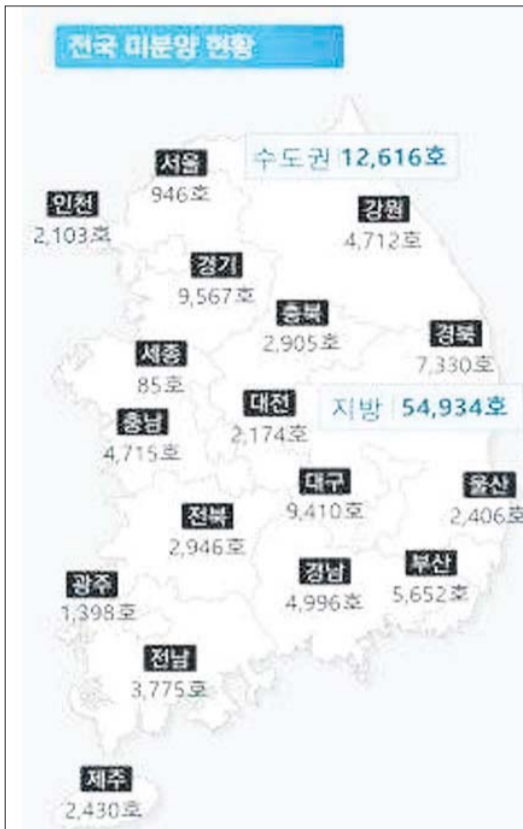 전국 미분양 현황
수도권 12,616호
서울
946호
인천
2,103호
강원
4,712호
경기
9,567호
충북
2,905호
경북
7,330호
세종
85호
대전
2,174호
지방 54,934호
충남
4,715호
대구
9,410호
울산
2,406호
전북
2,946호
경남
4,996호
부산
5,652호
광주
1,398호
전남
3,775호
제주
2,430호